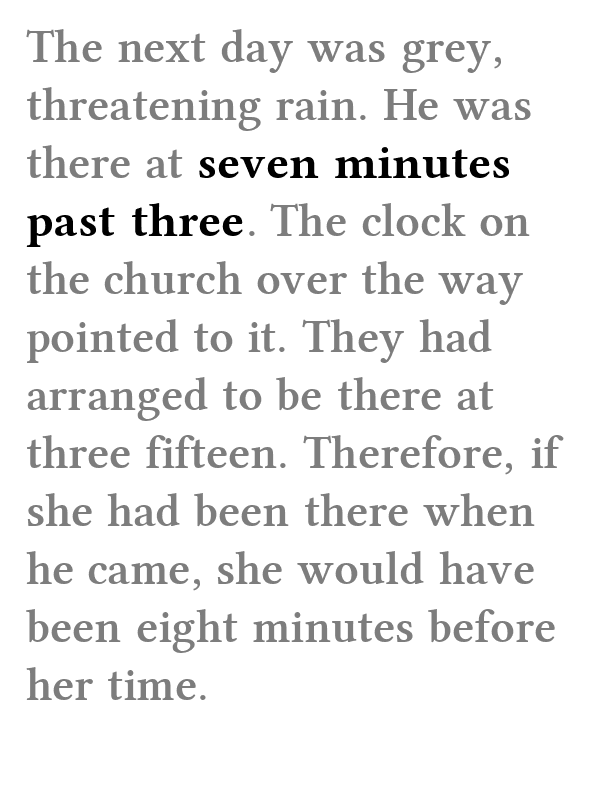 The next day was grey,
threatening rain. He was
there at seven minutes
past three. The clock on
the church over the way
pointed to it. They had
arranged to be there at
three fifteen. Therefore, if
she had been there when
he came, she would have
been eight minutes before
her time.